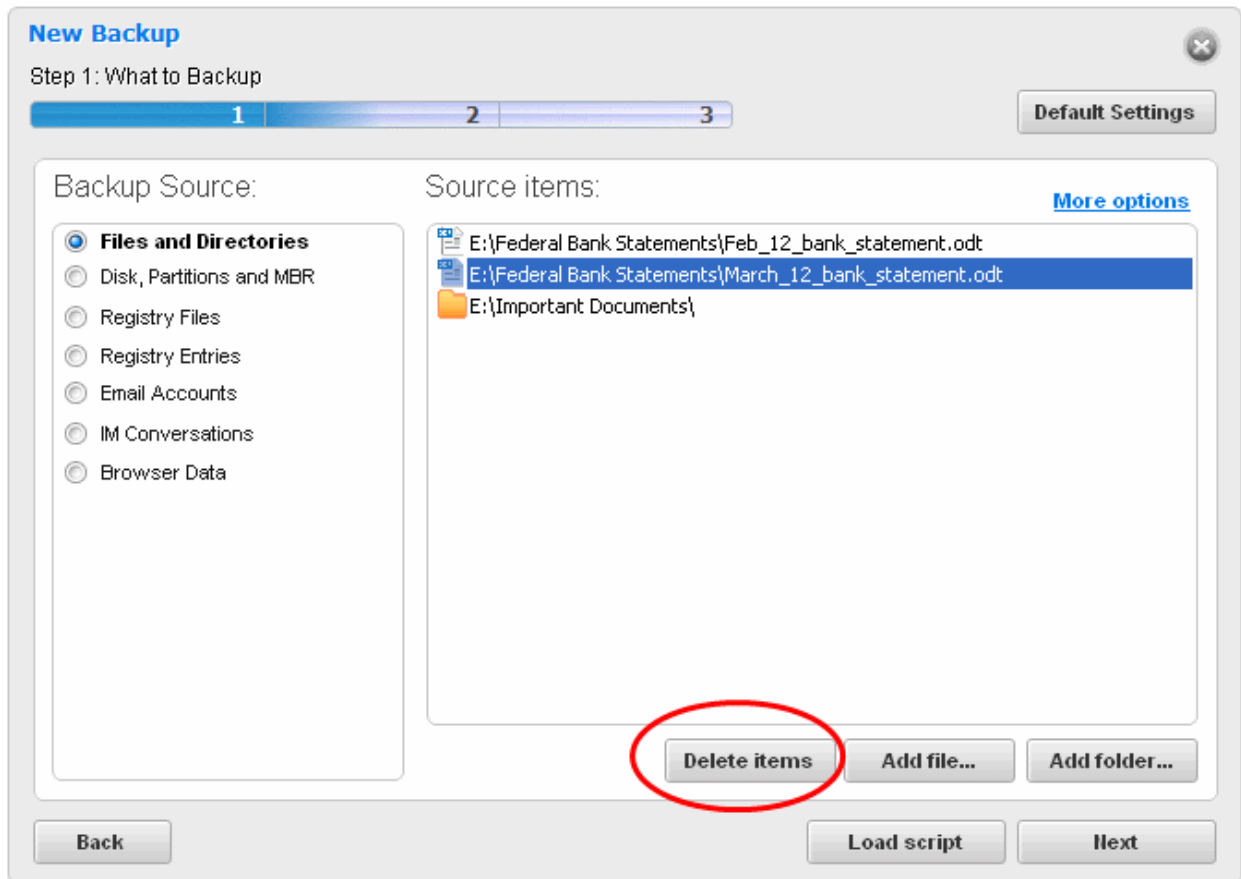 New Backup
Step 1: What to Backup
1 2 3
Default Settings
Backup Source:
Source items:
More options
Files and Directories
Disk, Partitions and MBR
Registry Files
Registry Entries
Email Accounts
IM Conversations
Browser Data
E:\Federal Bank Statements\Feb_12_bank_statement.odt
E:\Federal Bank Statements\March_12_bank_statement.odt
E:\Important Documents\
Delete items
Add file...
Add folder...
Back
Load script
Next